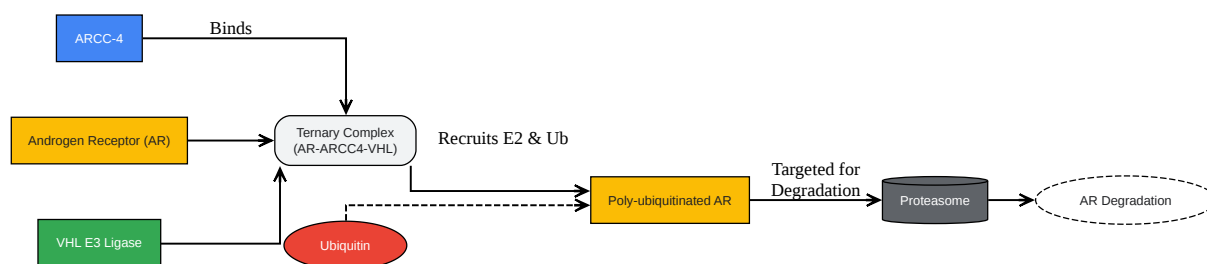 ARCC-4
Binds
Androgen Receptor (AR)
Ternary Complex
(AR-ARCC4-VHL)
Recruits E2 & Ub
VHL E3 Ligase
Ubiquitin
Poly-ubiquitinated AR
Targeted for
Degradation
Proteasome
AR Degradation